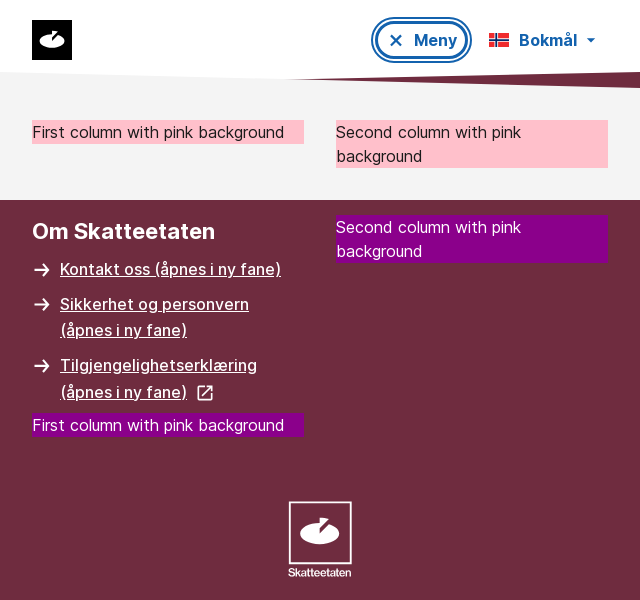 Meny
Bokmål
First column with pink background
Second column with pink
background
Om Skatteetaten
Kontakt oss (åpnes i ny fane)
Sikkerhet og personvern
(åpnes i ny fane)
Tilgjengelighetserklæring
(åpnes i ny fane)
First column with pink background
Second column with pink
background
Skatteetaten